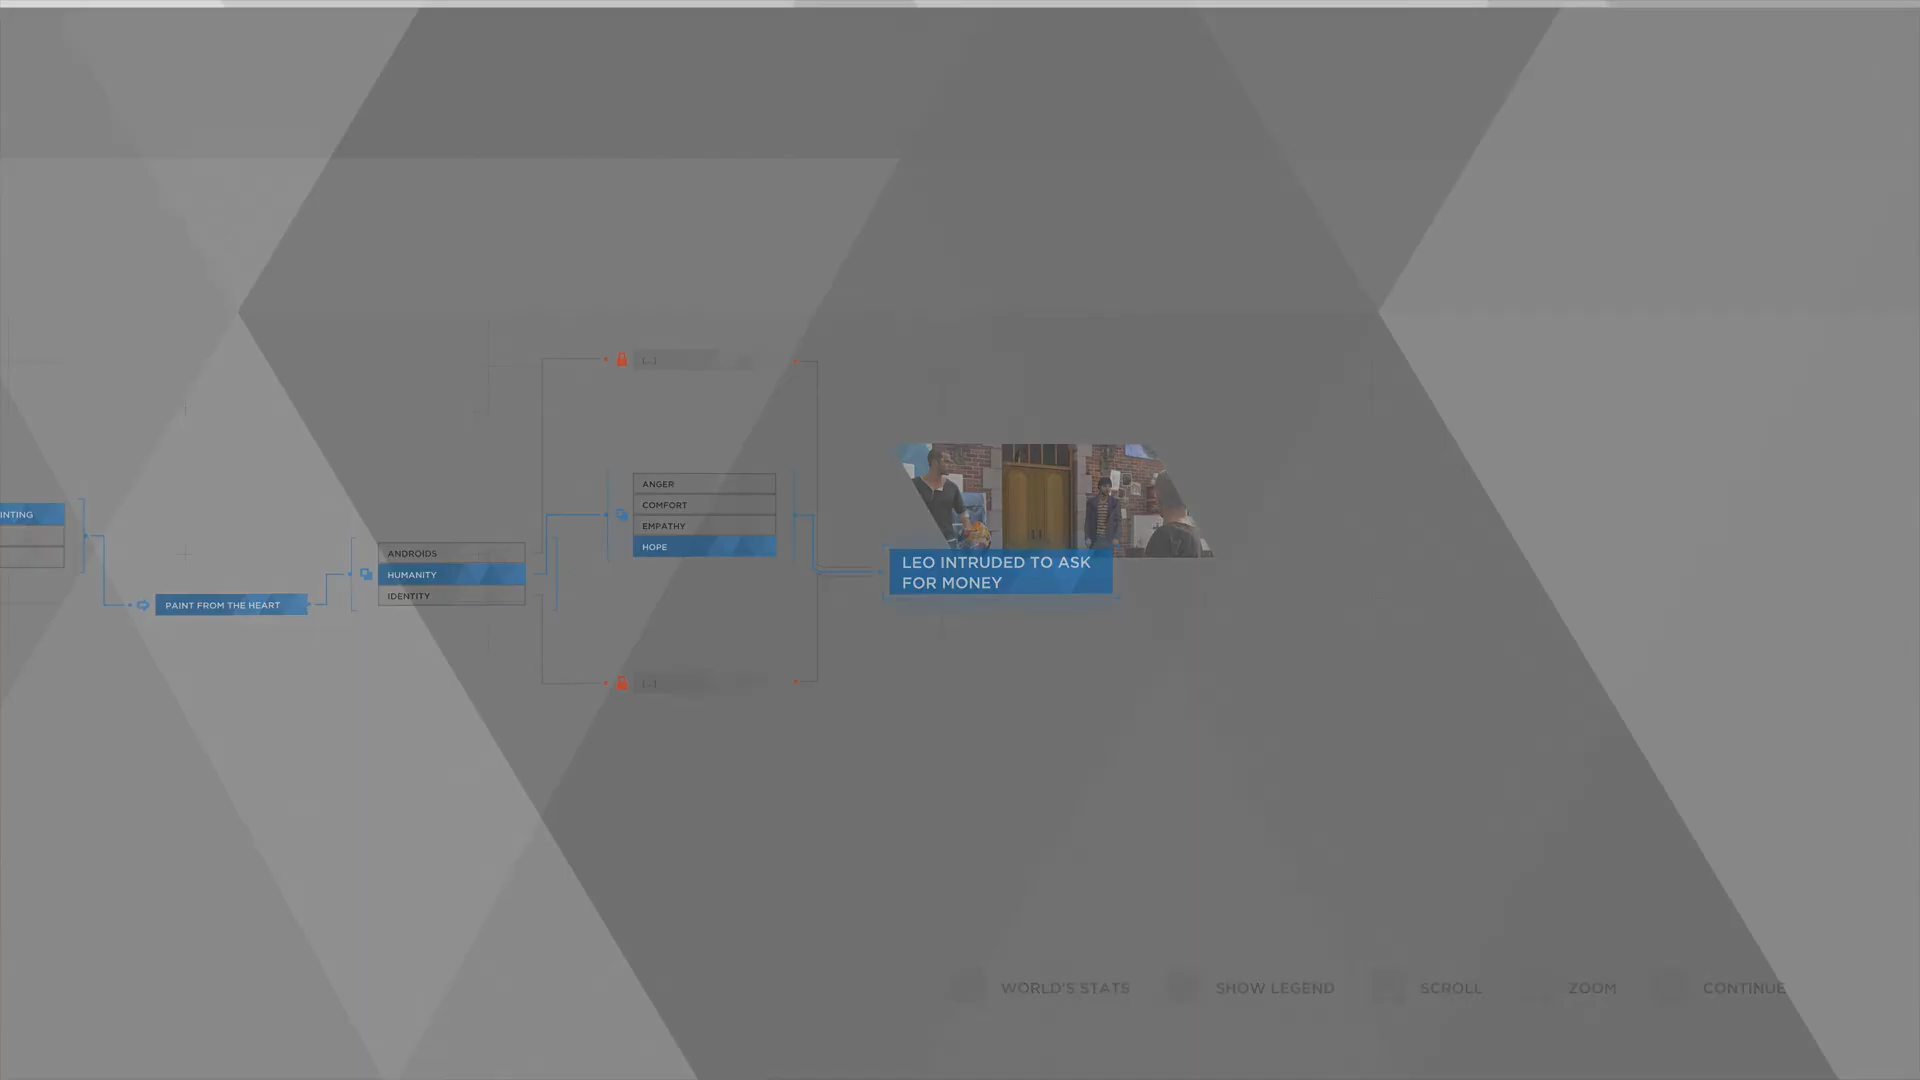 [...]
ANGER
COMFORT
EMPATHY
HOPE
INTING
ANDROIDS
HUMANITY
IDENTITY
PAINT FROM THE HEART
LEO INTRUDED TO ASK
FOR MONEY
[...]
WORLD'S STATS
SHOW LEGEND
SCROLL
ZOOM
CONTINUE